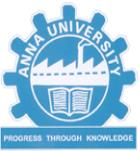 ANNA UNIVERSITY
PROGRESS THROUGH KNOWLEDGE